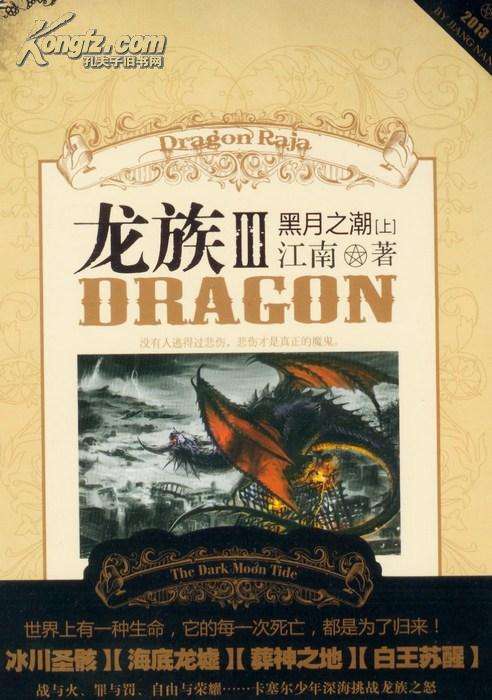 Kongfz.com
孔夫子旧书网
2013
BY JIANG NAN
Dragon Raja
龙族III
黑月之潮[上]
江南 著
DRAGON
没有人逃得过悲伤，悲伤才是真正的魔鬼。
The Dark Moon Tide
世界上有一种生命，它的每一次死亡，都是为了归来！
冰川圣骸】【海底龙墟】【葬神之地】【白王苏醒】
战与火、罪与罚、自由与荣耀……卡塞尔少年深海挑战龙族之怒